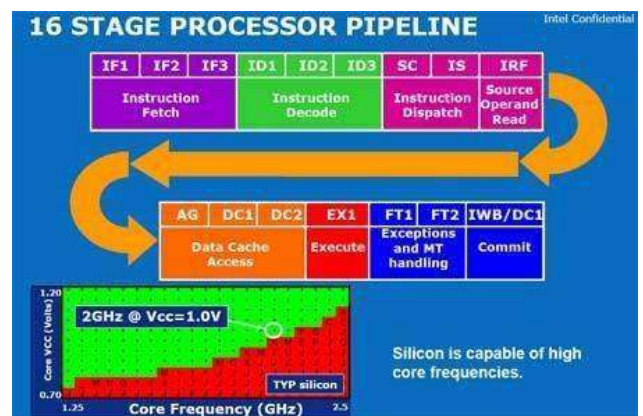 16 STAGE PROCESSOR PIPELINE
Intel Confidential
IF1 IF2 IF3 ID1 ID2 ID3 SC IS IRF
Instruction Fetch
Instruction Decode
Instruction Dispatch
Source Operand Read
AG DC1 DC2 EX1 FT1 FT2 IWB/DC1
Data Cache Access
Execute
Exceptions and MT handling
Commit
1.20
Core VCC (Volts)
0.70
2GHz @ Vcc=1.0V
TYP silicon
1.25
Core Frequency (GHz)
2.5
Silicon is capable of high
core frequencies.